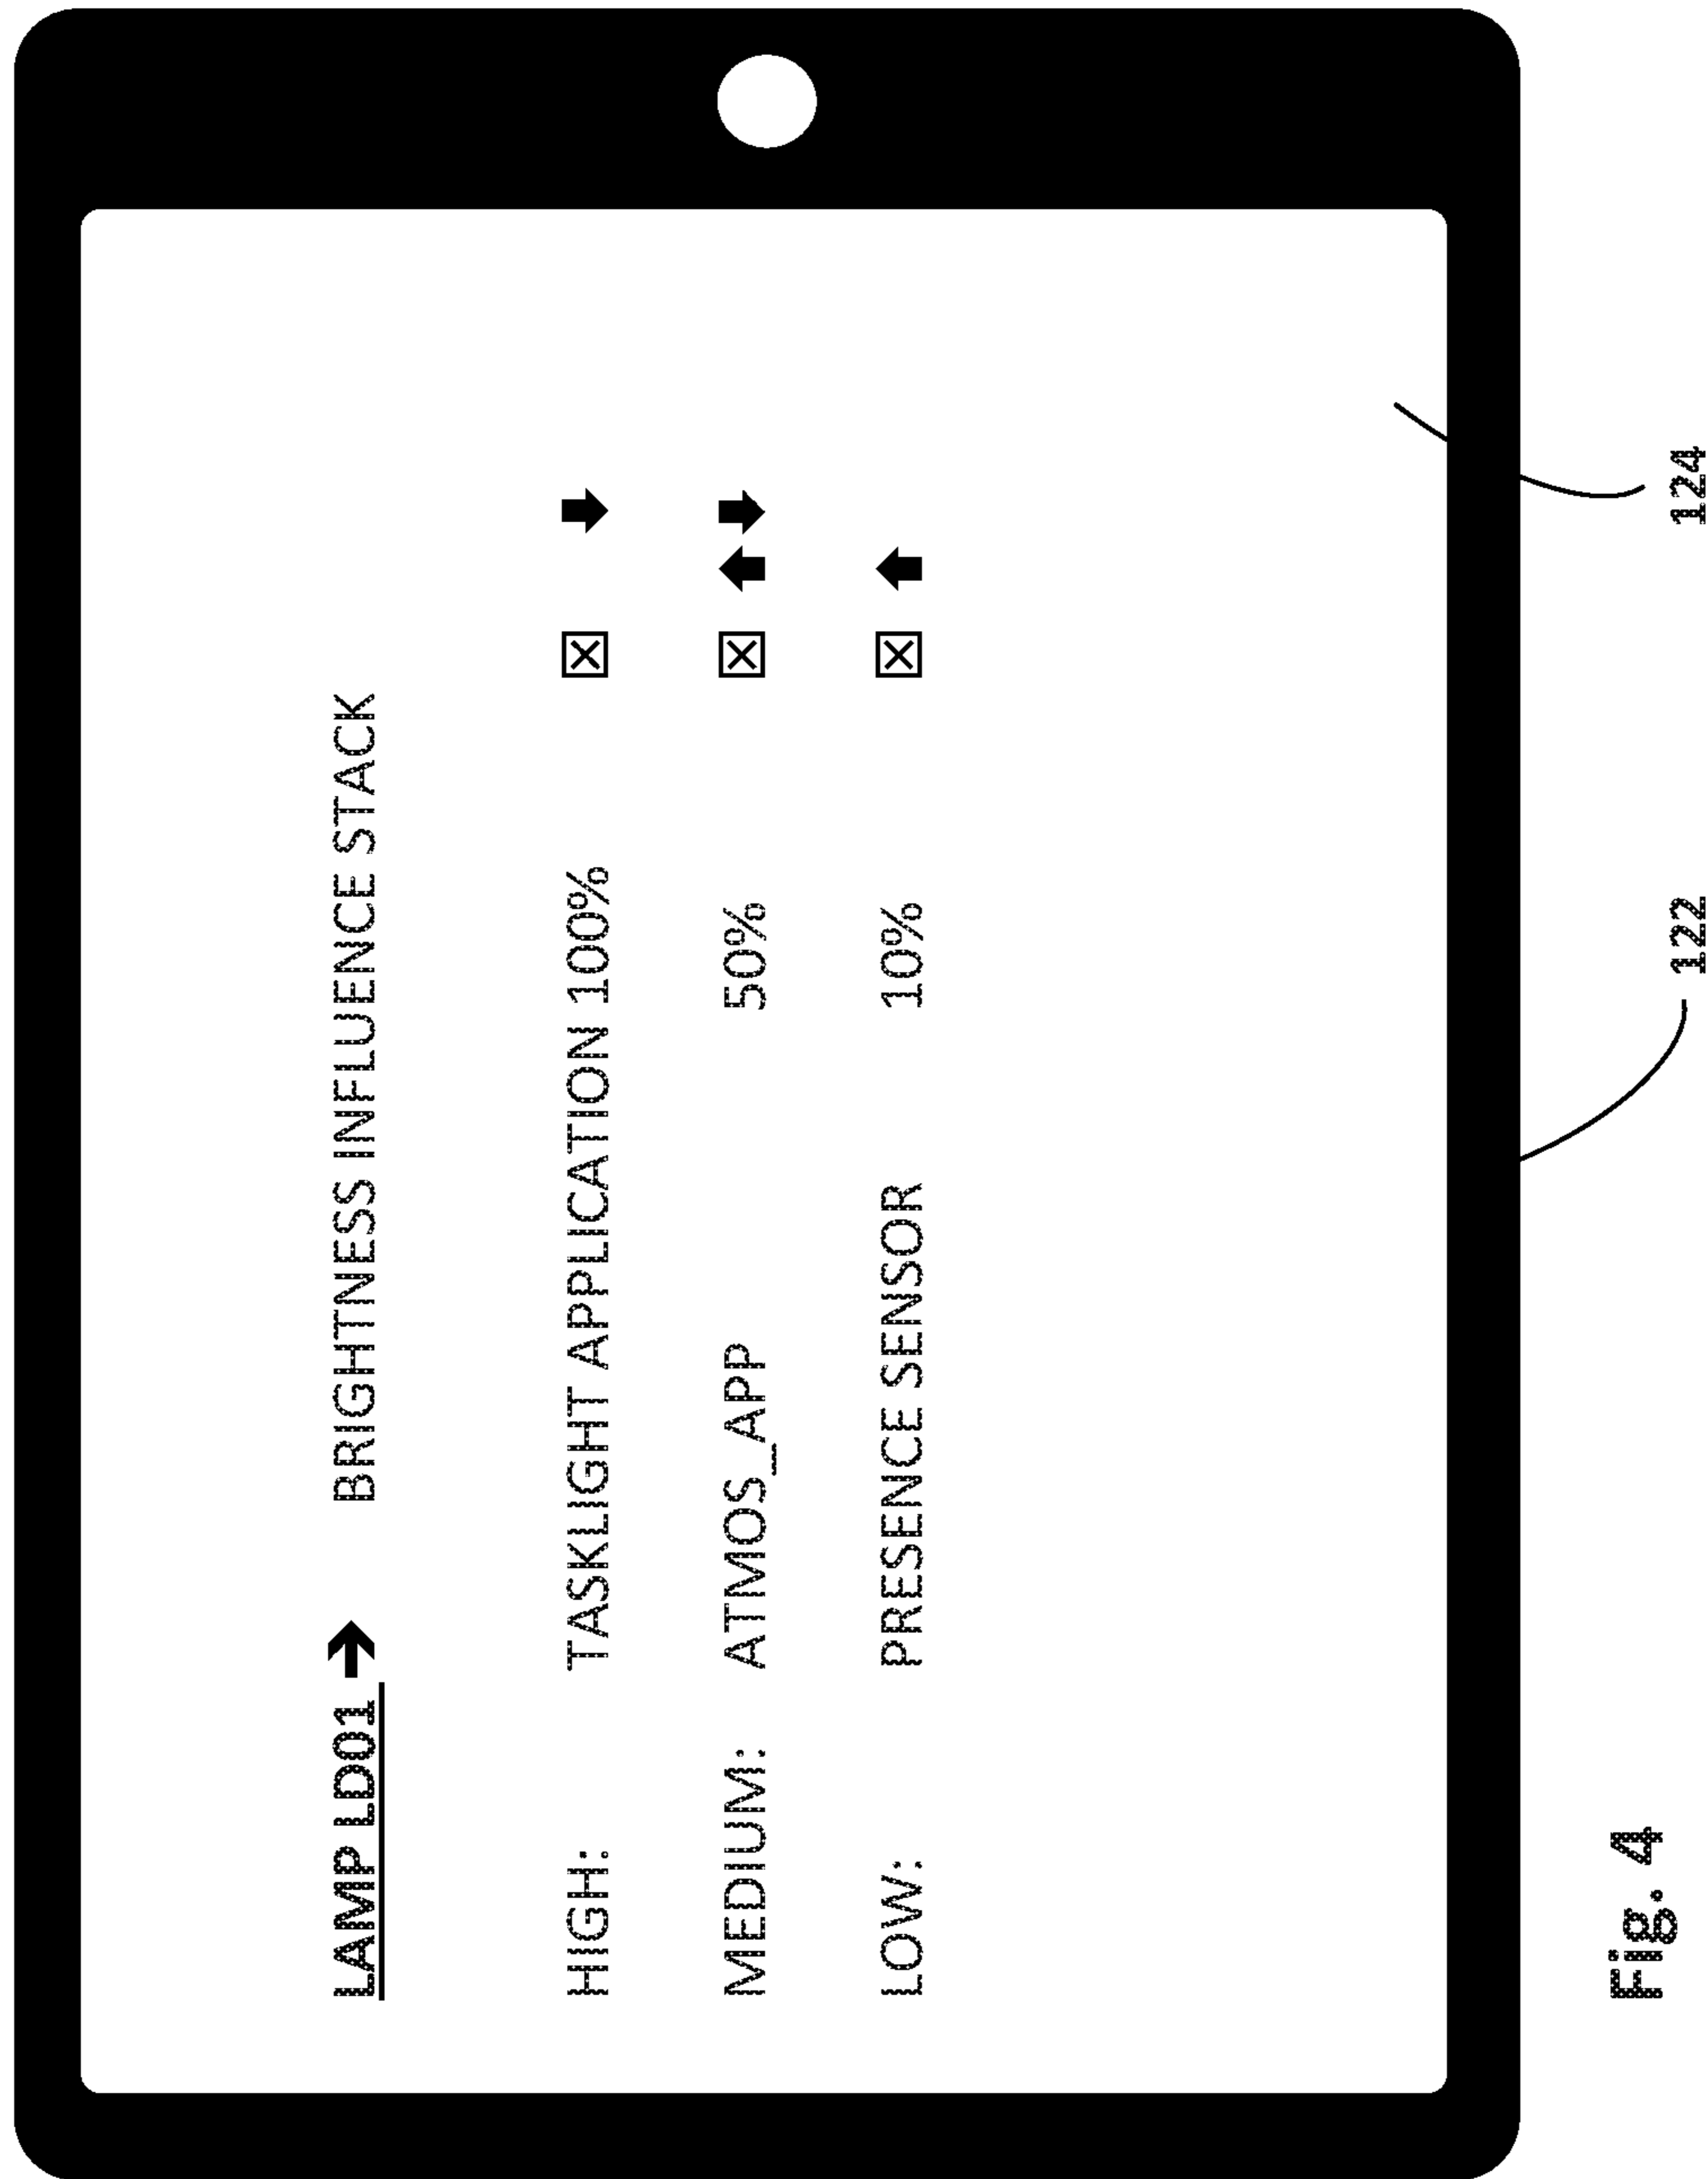 LAMP LD01 → BRIGHTNESS INFLUENCE STACK
HIGH: TASKLIGHT APPLICATION 100%
MEDIUM: ATMOS_APP 50%
LOW: PRESENCE SENSOR 10%
122
124
Fig. 4